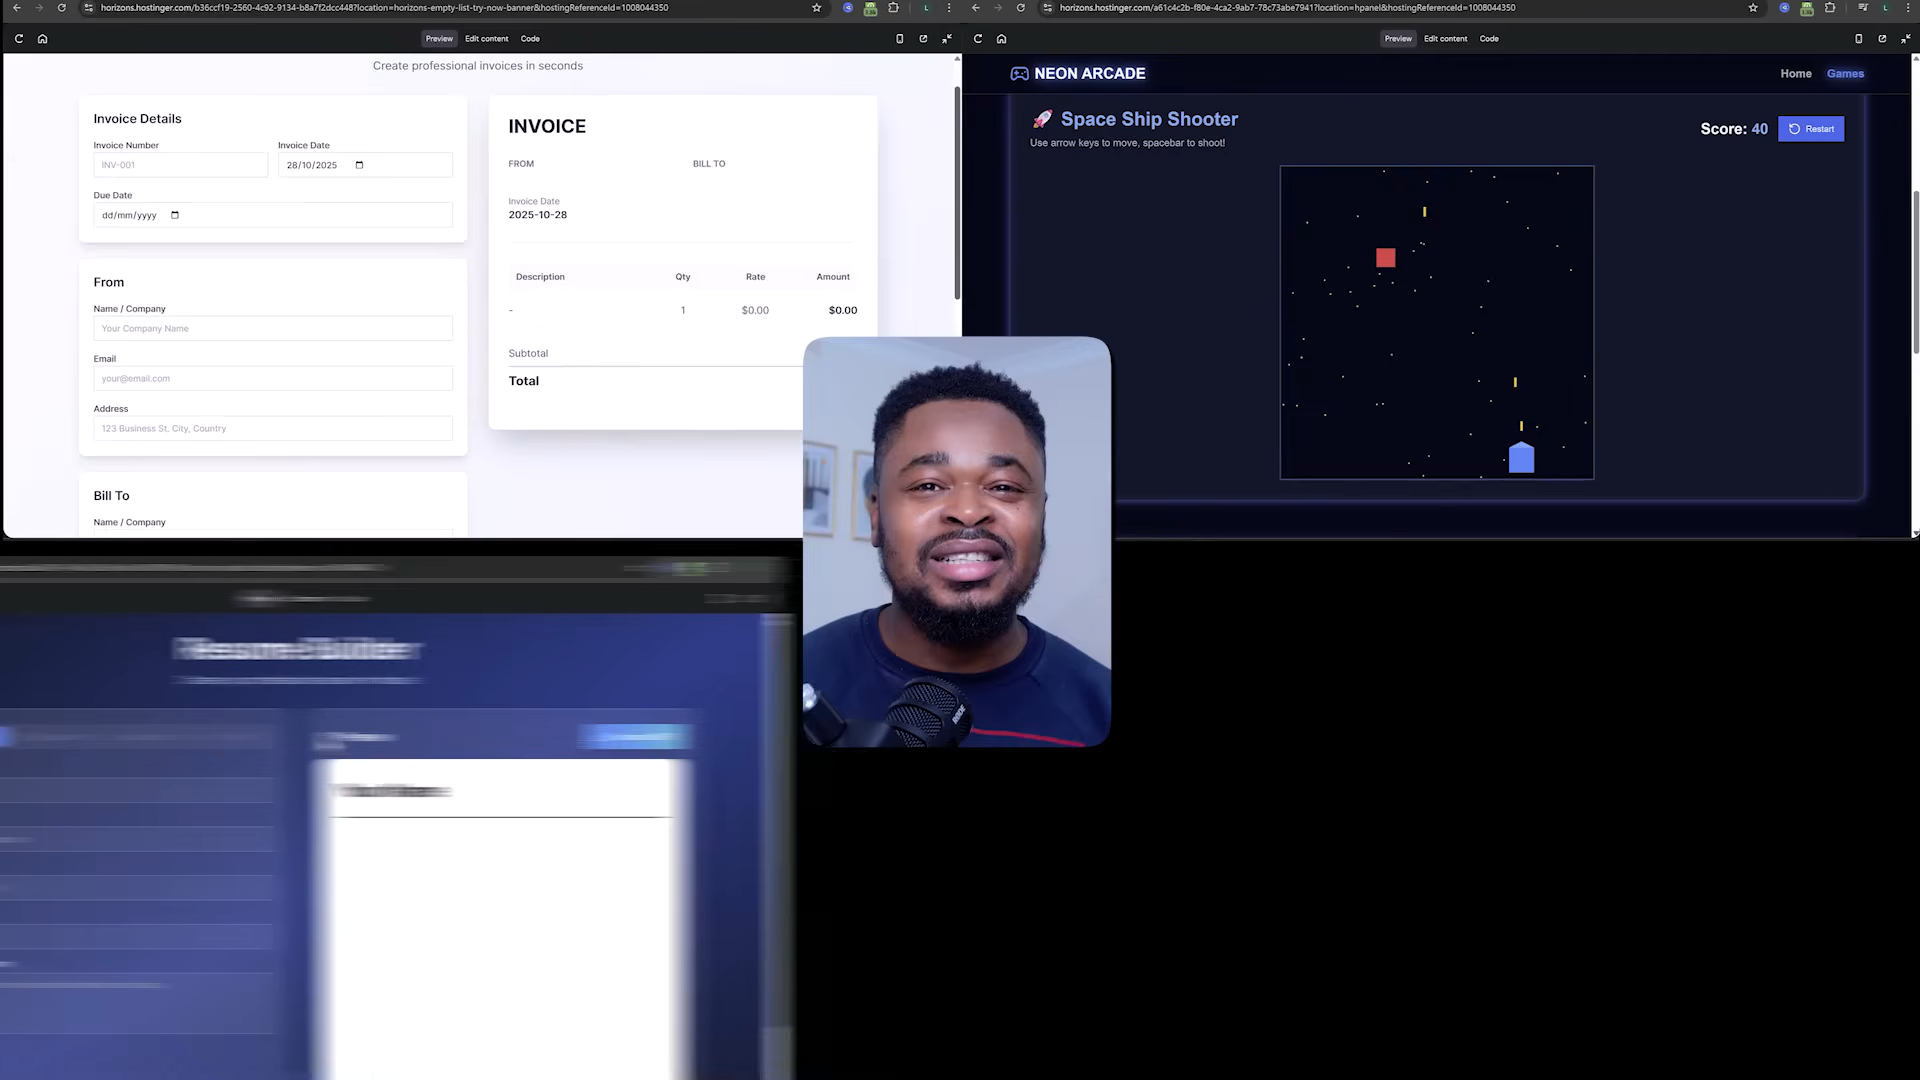 horizons.hostinger.com/b36ccf19-2560-4c92-9134-b8a7f2dcc448?location=horizons-empty-list-try-now-banner&hostingReferenceId=1008044350
Preview
Edit content
Code
Create professional invoices in seconds
Invoice Details
Invoice Number
Invoice Date
INV-001
28/10/2025
Due Date
dd/mm/yyyy
From
Name / Company
Your Company Name
Email
your@email.com
Address
123 Business St, City, Country
Bill To
Name / Company
INVOICE
FROM
BILL TO
Invoice Date
2025-10-28
Description Qty Rate Amount
- 1 $0.00 $0.00
Subtotal
Total
horizons.hostinger.com/a61c4c2b-f80e-4ca2-9ab7-78c73abe7941?location=hpanel&hostingReferenceId=1008044350
Preview
Edit content
Code
NEON ARCADE
Home
Games
Space Ship Shooter
Use arrow keys to move, spacebar to shoot!
Score: 40
Restart
Resume Builder
RØDE